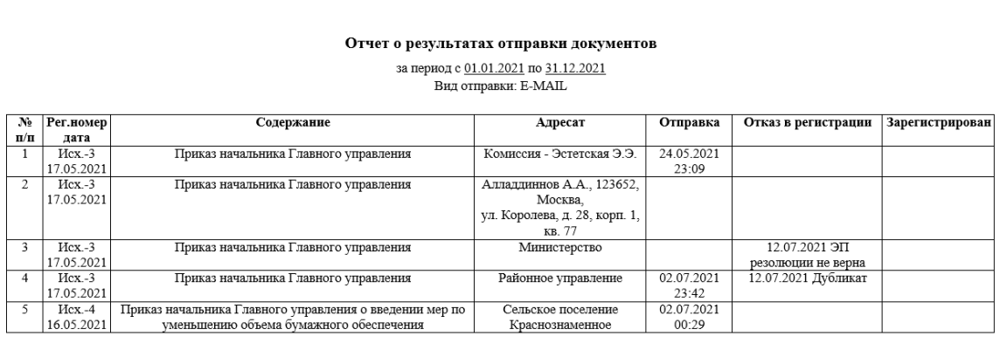 Отчет о результатах отправки документов
за период с 01.01.2021 по 31.12.2021
Вид отправки: E-MAIL
№ п/п Рег.номер дата Содержание Адресат Отправка Отказ в регистрации Зарегистрирован
1 Исх.-3 17.05.2021 Приказ начальника Главного управления Комиссия - Эстетская Э.Э. 24.05.2021 23:09
2 Исх.-3 17.05.2021 Приказ начальника Главного управления Алладдиннов А.А., 123652, Москва, ул. Королева, д. 28, корп. 1, кв. 77
3 Исх.-3 17.05.2021 Приказ начальника Главного управления Министерство 12.07.2021 ЭП резолюции не верна
4 Исх.-3 17.05.2021 Приказ начальника Главного управления Районное управление 02.07.2021 23:42 12.07.2021 Дубликат
5 Исх.-4 16.05.2021 Приказ начальника Главного управления о введении мер по уменьшению объема бумажного обеспечения Сельское поселение Краснознаменное 02.07.2021 00:29